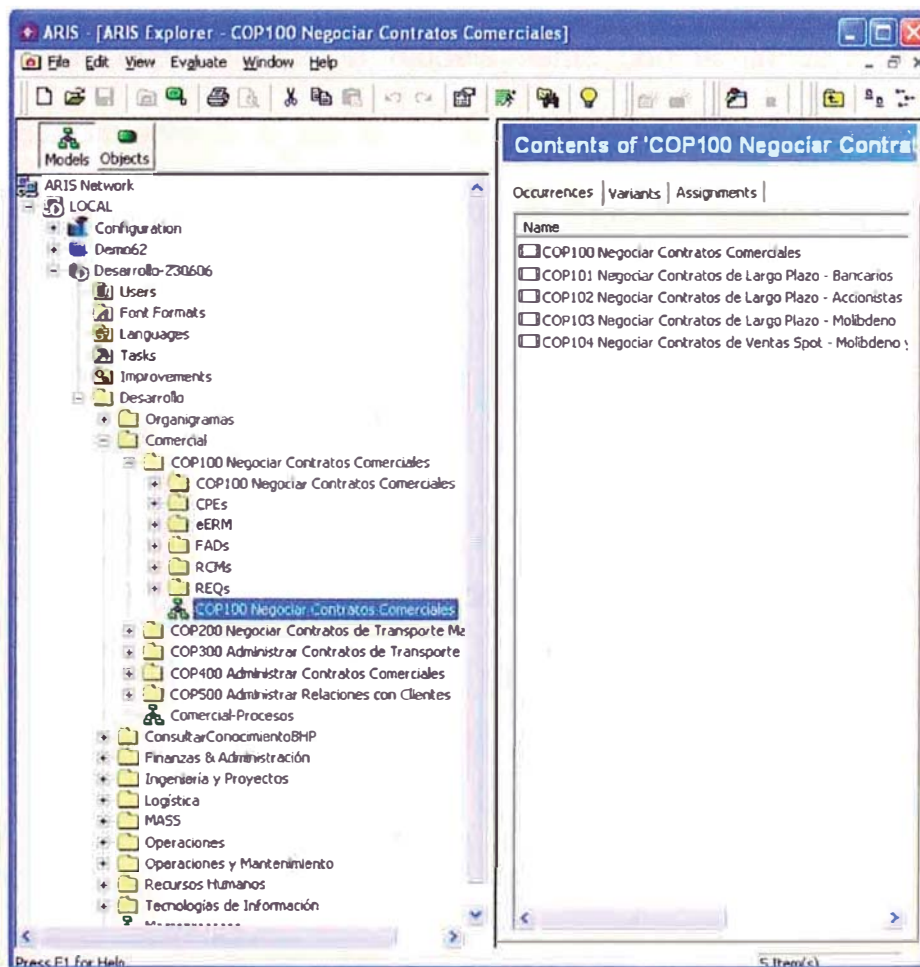 ARIS - [ARIS Explorer - COP100 Negociar Contratos Comerciales]
File Edit View Evaluate Window Help
Models Objects
ARIS Network
LOCAL
Configuration
Demo62
Desarrollo-230606
Users
Font Formats
Languages
Tasks
Improvements
Desarrollo
Organigramas
Comercial
COP100 Negociar Contratos Comerciales
COP100 Negociar Contratos Comerciales
CPEs
eERM
FADs
RCMs
REQs
COP100 Negociar Contratos Comerciales
COP200 Negociar Contratos de Transporte Ma
COP300 Administrar Contratos de Transporte
COP400 Administrar Contratos Comerciales
COP500 Administrar Relaciones con Clientes
Comercial-Procesos
ConsultarConocimientoBHP
Finanzas & Administración
Ingeniería y Proyectos
Logística
MASS
Operaciones
Operaciones y Mantenimiento
Recursos Humanos
Tecnologías de Información
Contents of 'COP100 Negociar Contrat
Occurrences Variants Assignments
Name
COP100 Negociar Contratos Comerciales
COP101 Negociar Contratos de Largo Plazo - Bancarios
COP102 Negociar Contratos de Largo Plazo - Accionistas
COP103 Negociar Contratos de Largo Plazo - Molibdeno
COP104 Negociar Contratos de Ventas Spot - Molibdeno y
Press F1 for Help
5 Item(s)